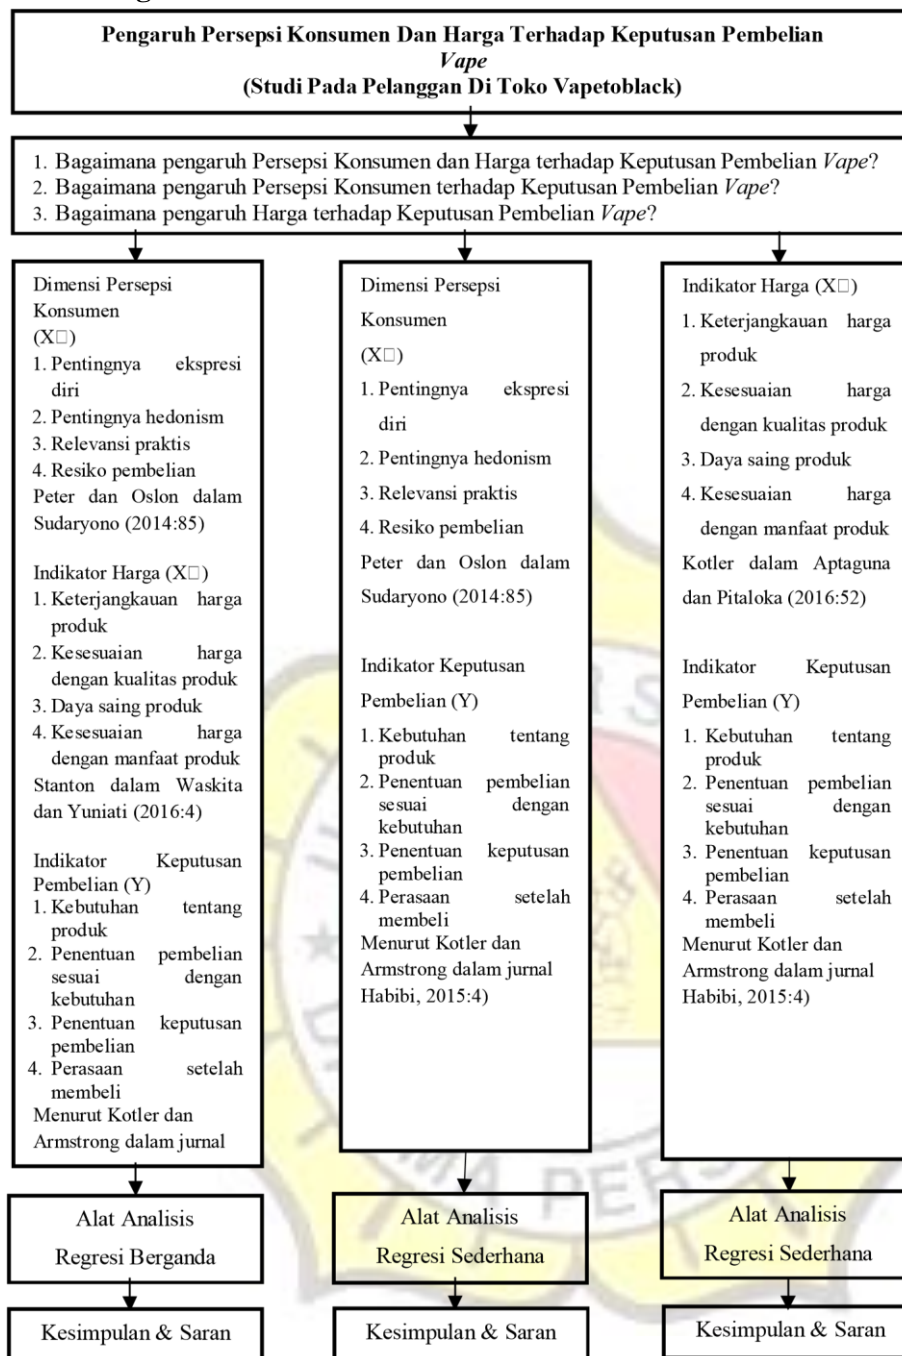 Pengaruh Persepsi Konsumen Dan Harga Terhadap Keputusan Pembelian
Vape
(Studi Pada Pelanggan Di Toko Vapetoblack)
1. Bagaimana pengaruh Persepsi Konsumen dan Harga terhadap Keputusan Pembelian Vape?
2. Bagaimana pengaruh Persepsi Konsumen terhadap Keputusan Pembelian Vape?
3. Bagaimana pengaruh Harga terhadap Keputusan Pembelian Vape?
Dimensi Persepsi
Konsumen
(X□)
1. Pentingnya ekspresi
diri
2. Pentingnya hedonism
3. Relevansi praktis
4. Resiko pembelian
Peter dan Oslon dalam
Sudaryono (2014:85)
Indikator Harga (X□)
1. Keterjangkauan harga
produk
2. Kesesuaian harga
dengan kualitas produk
3. Daya saing produk
4. Kesesuaian harga
dengan manfaat produk
Stanton dalam Waskita
dan Yuniati (2016:4)
Indikator Keputusan
Pembelian (Y)
1. Kebutuhan tentang
produk
2. Penentuan pembelian
sesuai dengan
kebutuhan
3. Penentuan keputusan
pembelian
4. Perasaan setelah
membeli
Menurut Kotler dan
Armstrong dalam jurnal
Alat Analisis
Regresi Berganda
Kesimpulan & Saran
Dimensi Persepsi
Konsumen
(X□)
1. Pentingnya ekspresi
diri
2. Pentingnya hedonism
3. Relevansi praktis
4. Resiko pembelian
Peter dan Oslon dalam
Sudaryono (2014:85)
Indikator Keputusan
Pembelian (Y)
1. Kebutuhan tentang
produk
2. Penentuan pembelian
sesuai dengan
kebutuhan
3. Penentuan keputusan
pembelian
4. Perasaan setelah
membeli
Menurut Kotler dan
Armstrong dalam jurnal
Habibi, 2015:4)
Alat Analisis
Regresi Sederhana
Kesimpulan & Saran
Indikator Harga (X□)
1. Keterjangkauan harga
produk
2. Kesesuaian harga
dengan kualitas produk
3. Daya saing produk
4. Kesesuaian harga
dengan manfaat produk
Kotler dalam Aptaguna
dan Pitaloka (2016:52)
Indikator Keputusan
Pembelian (Y)
1. Kebutuhan tentang
produk
2. Penentuan pembelian
sesuai dengan
kebutuhan
3. Penentuan keputusan
pembelian
4. Perasaan setelah
membeli
Menurut Kotler dan
Armstrong dalam jurnal
Habibi, 2015:4)
Alat Analisis
Regresi Sederhana
Kesimpulan & Saran